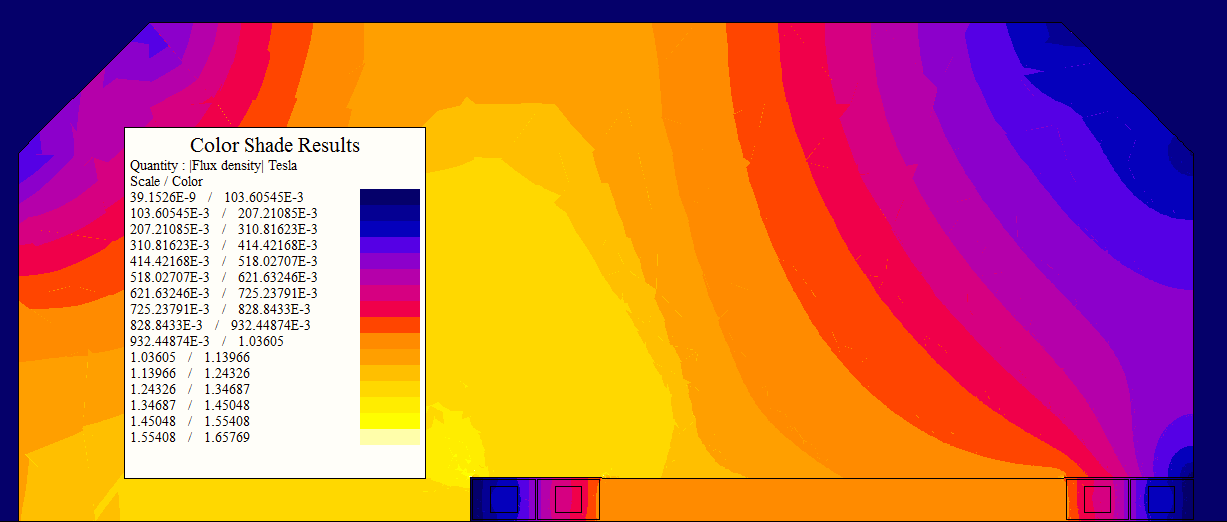 Color Shade Results
Quantity : |Flux density| Tesla
Scale / Color
39.1526E-9 / 103.60545E-3
103.60545E-3 / 207.21085E-3
207.21085E-3 / 310.81623E-3
310.81623E-3 / 414.42168E-3
414.42168E-3 / 518.02707E-3
518.02707E-3 / 621.63246E-3
621.63246E-3 / 725.23791E-3
725.23791E-3 / 828.8433E-3
828.8433E-3 / 932.44874E-3
932.44874E-3 / 1.03605
1.03605 / 1.13966
1.13966 / 1.24326
1.24326 / 1.34687
1.34687 / 1.45048
1.45048 / 1.55408
1.55408 / 1.65769